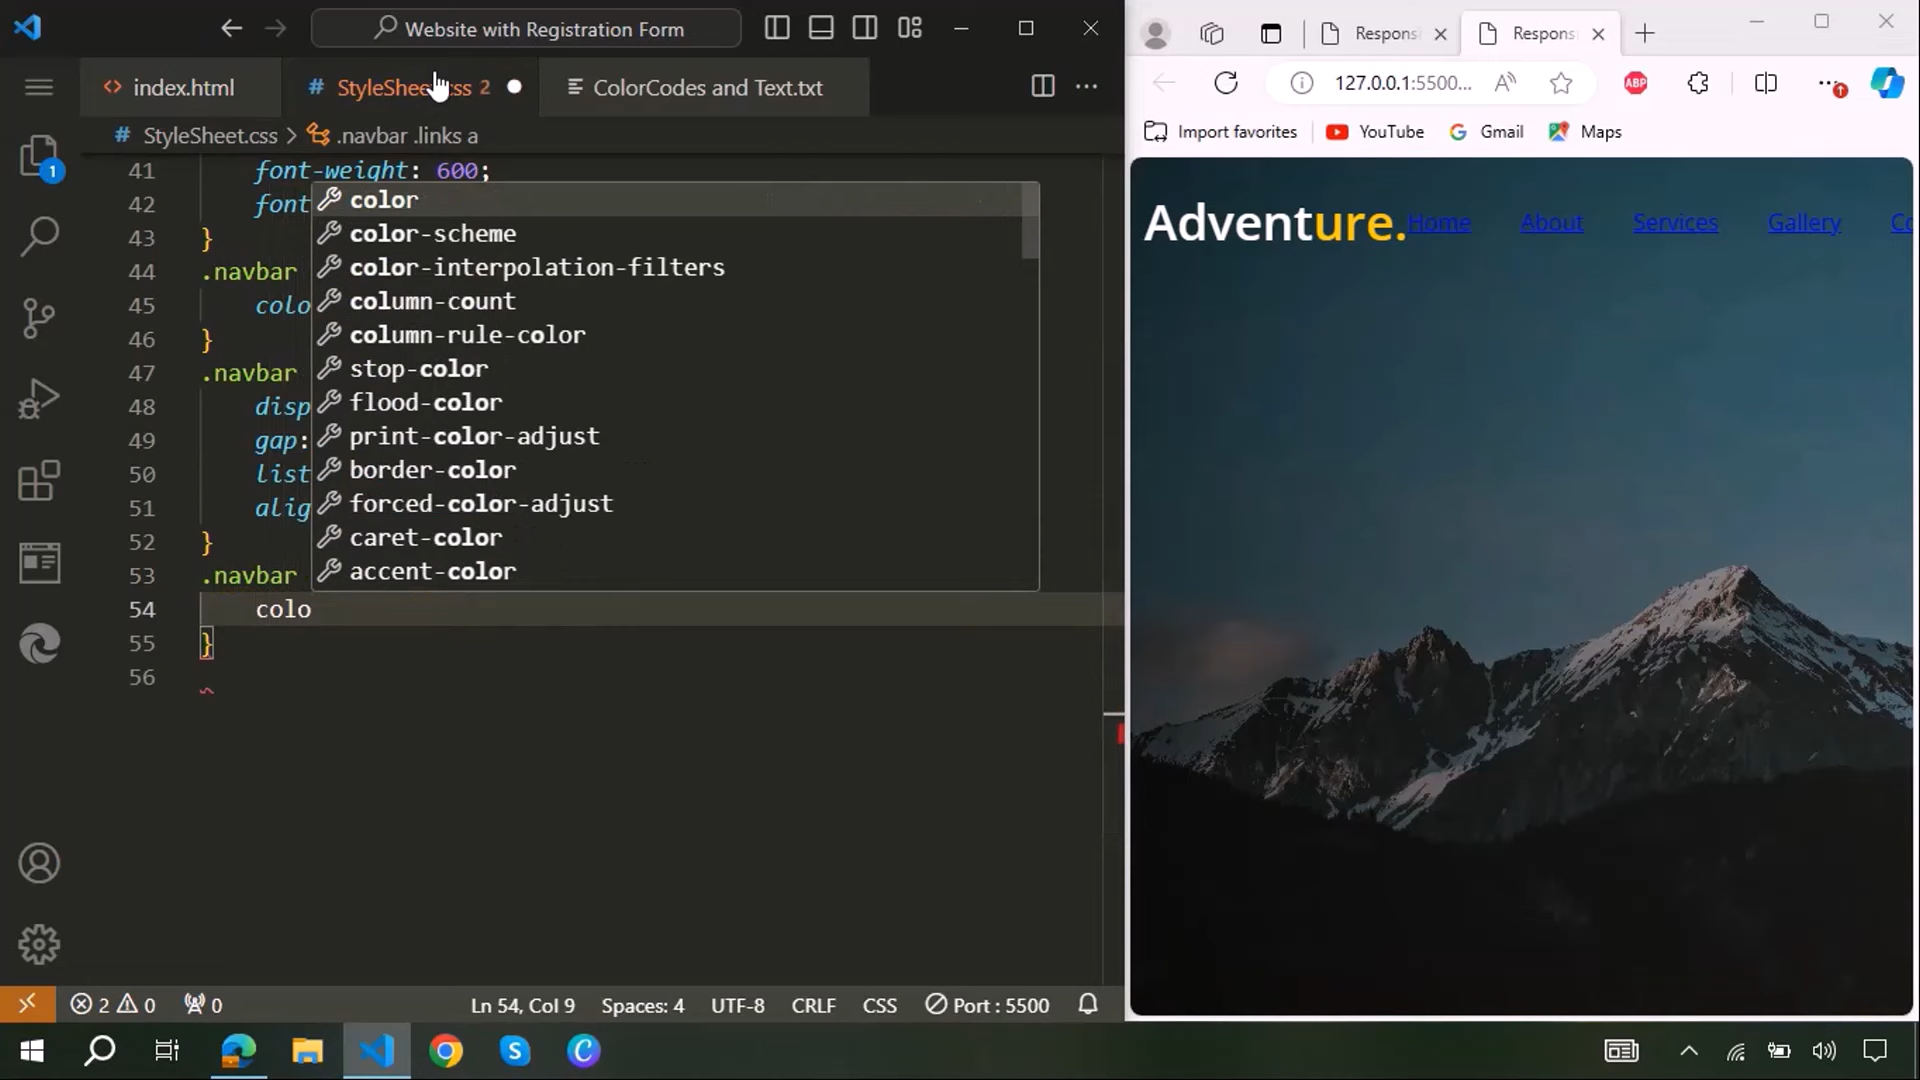 Website with Registration Form
index.html
StyleSheet.css 2
ColorCodes and Text.txt
StyleSheet.css > .navbar .links a
41 font-weight: 600;
42 font
43 }
44 .navbar
45 colo
46 }
47 .navbar
48 disp
49 gap:
50 list
51 alig
52 }
53 .navbar
54 colo
55 }
56
color
color-scheme
color-interpolation-filters
column-count
column-rule-color
stop-color
flood-color
print-color-adjust
border-color
forced-color-adjust
caret-color
accent-color
1
2 0 0 Ln 54, Col 9 Spaces: 4 UTF-8 CRLF CSS Port : 5500
Respons
Respons
127.0.0.1:5500...
ABP
Import favorites YouTube Gmail Maps
Adventure. Home About Services Gallery Co